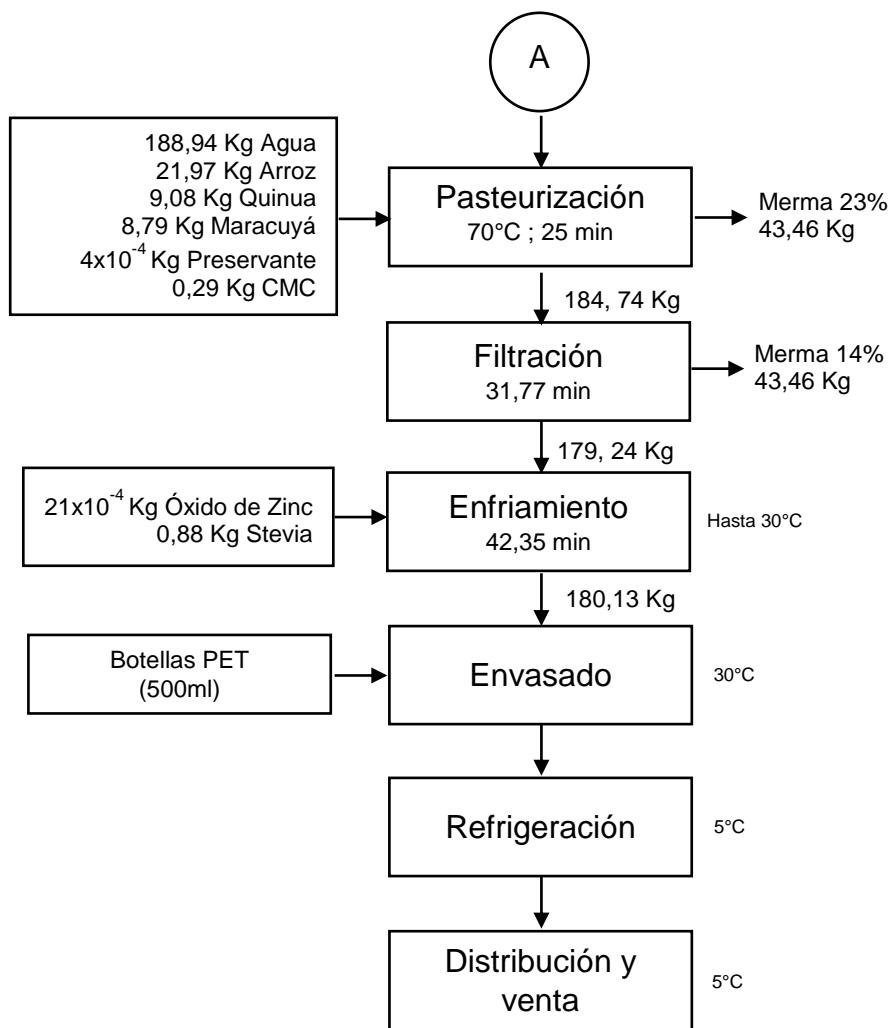 A
188,94 Kg Agua
21,97 Kg Arroz
9,08 Kg Quinua
8,79 Kg Maracuyá
4x10⁻⁴ Kg Preservante
0,29 Kg CMC
Pasteurización
70°C ; 25 min
Merma 23%
43,46 Kg
184, 74 Kg
Filtración
31,77 min
Merma 14%
43,46 Kg
179, 24 Kg
21x10⁻⁴ Kg Óxido de Zinc
0,88 Kg Stevia
Enfriamiento
42,35 min
Hasta 30°C
180,13 Kg
Botellas PET
(500ml)
Envasado
30°C
Refrigeración
5°C
Distribución y
venta
5°C